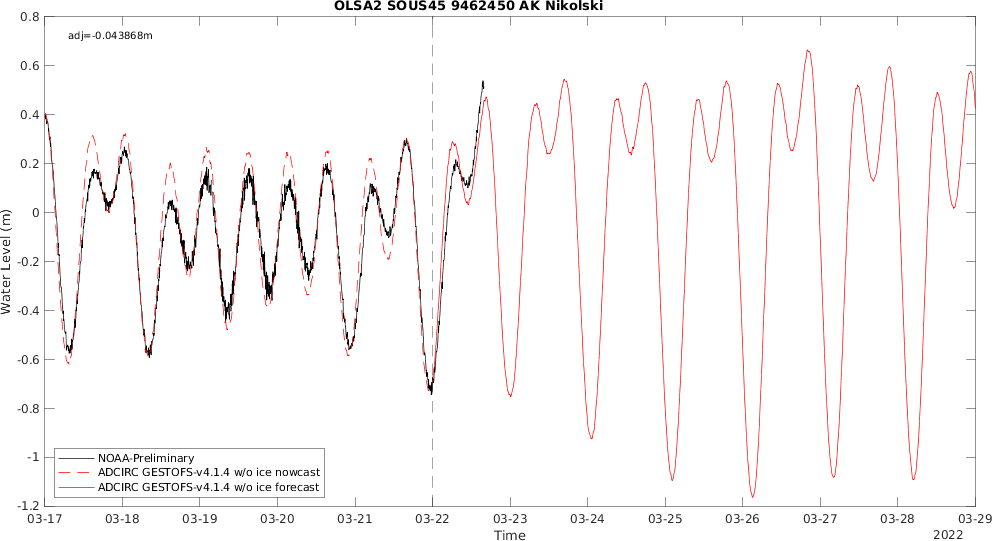 OLSA2 SOUS45 9462450 AK Nikolski
adj=-0.043868m
0.8
0.6
0.4
0.2
0
-0.2
-0.4
-0.6
-0.8
-1
-1.2
Water Level (m)
NOAA-Preliminary
ADCIRC GESTOFS-v4.1.4 w/o ice nowcast
ADCIRC GESTOFS-v4.1.4 w/o ice forecast
03-17 03-18 03-19 03-20 03-21 03-22 03-23 03-24 03-25 03-26 03-27 03-28 03-29
Time
2022